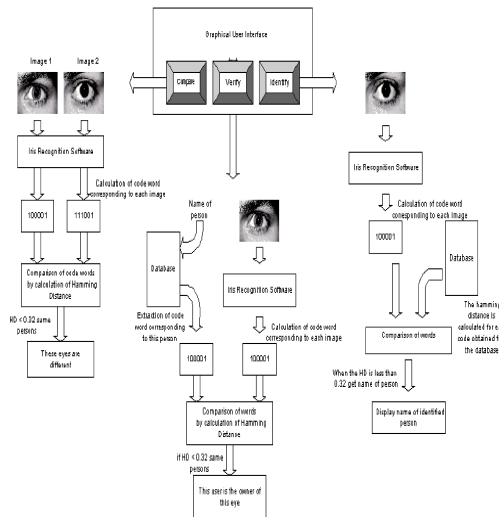 Graphical User Interface
Compare
Verify
Identify
Image 1
Image 2
Iris Recognition Software
Calculation of code word
corresponding to each image
100001
111001
Comparison of code words
by calculation of Hamming
Distance
HD < 0.32 same
persons
These eyes are
different
Name of
person
Database
Extraction of code
word corresponding
to this person
100001
Iris Recognition Software
Calculation of code word
corresponding to each image
100001
Comparison of words
by calculation of Hamming
Distance
if HD < 0.32 same
persons
This user is the owner of
this eye
Iris Recognition Software
Calculation of code word
corresponding to each image
100001
Database
The hamming
distance is
calculated for
code obtained
the database
Comparison of words
When the HD is less than
0.32 get name of person
Display name of identified
person